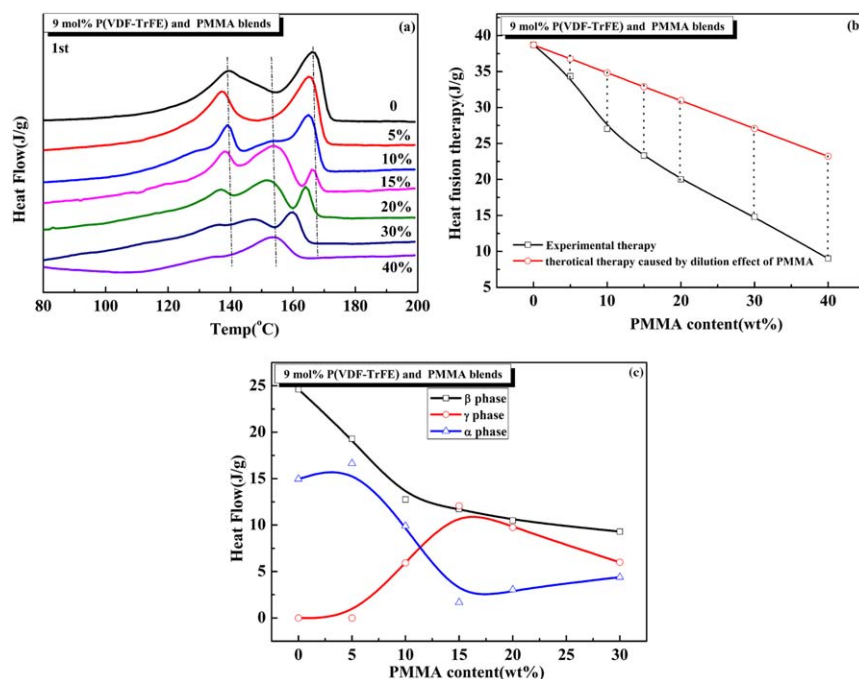 9 mol% P(VDF-TrFE) and PMMA blends
(a)
1st
0
5%
10%
15%
20%
30%
40%
Heat Flow(J/g)
80 100 120 140 160 180 200
Temp(°C)
9 mol% P(VDF-TrFE) and PMMA blends
(b)
40
35
30
25
20
15
10
5
Heat fusion therapy(J/g)
Experimental therapy
therotical therapy caused by dilution effect of PMMA
0 10 20 30 40
PMMA content(wt%)
9 mol% P(VDF-TrFE) and PMMA blends
(c)
β phase
γ phase
α phase
25
20
15
10
5
0
Heat Flow(J/g)
0 5 10 15 20 25 30
PMMA content(wt%)